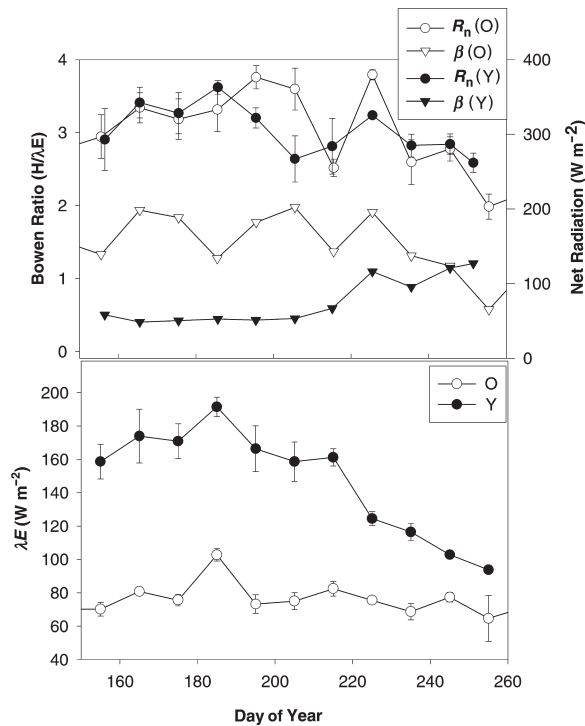 Rn (O)
β (O)
Rn (Y)
β (Y)
4
3
2
1
0
Bowen Ratio (H/λE)
400
300
200
100
0
Net Radiation (W m−2)
O
Y
200
180
160
140
120
100
80
60
40
λE (W m−2)
160 180 200 220 240 260
Day of Year